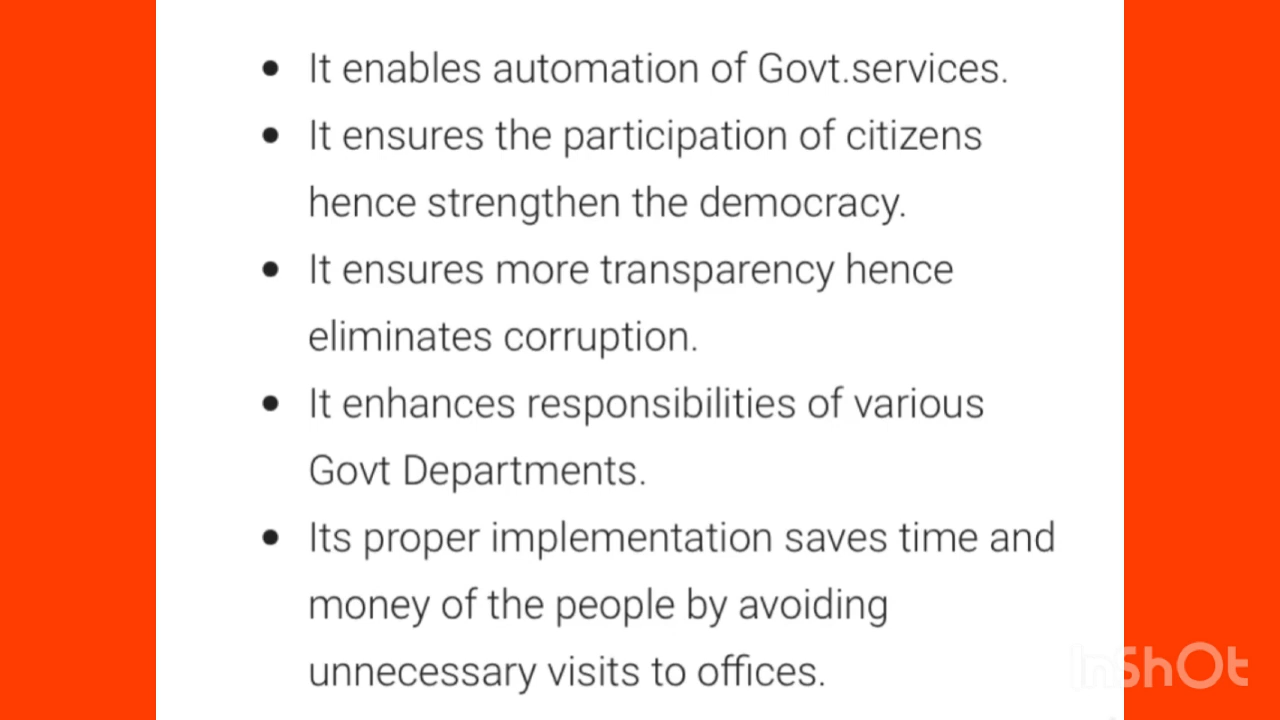 • It enables automation of Govt.services.
• It ensures the participation of citizens
hence strengthen the democracy.
• It ensures more transparency hence
eliminates corruption.
• It enhances responsibilities of various
Govt Departments.
• Its proper implementation saves time and
money of the people by avoiding
unnecessary visits to offices.
InShOt